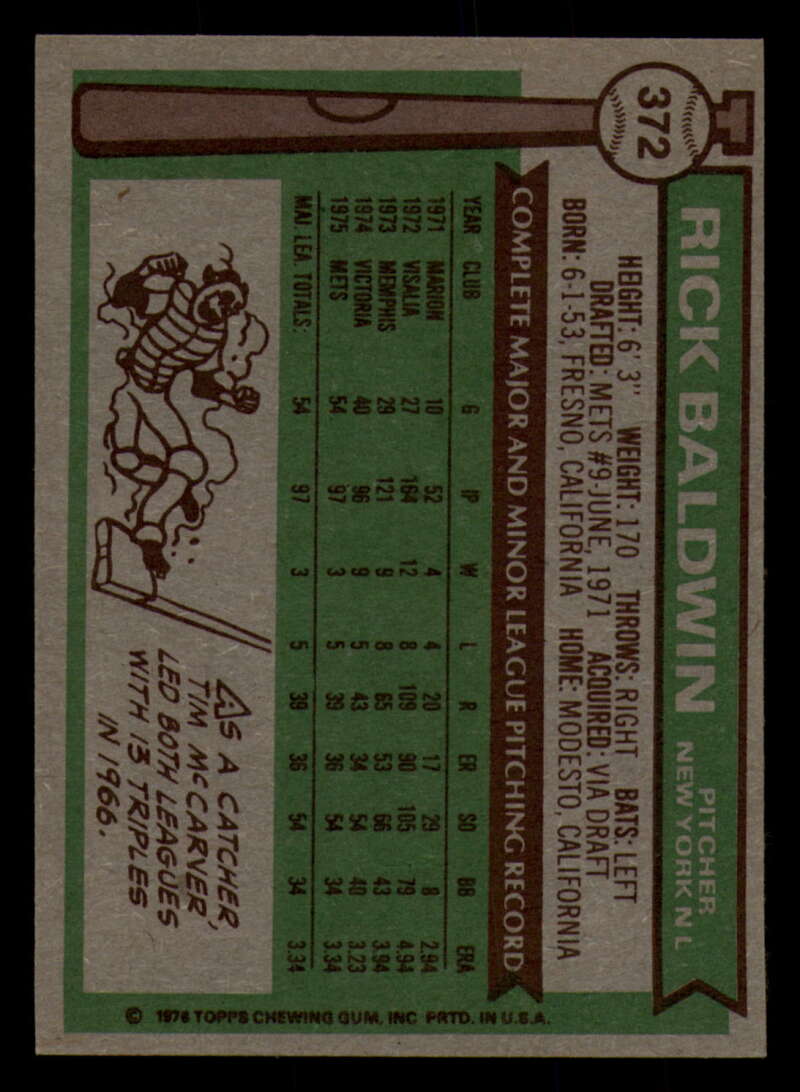 372
RICK BALDWIN
PITCHER
NEW YORK N L
HEIGHT: 6' 3" WEIGHT: 170 THROWS: RIGHT BATS: LEFT
DRAFTED: METS #9-JUNE, 1971 ACQUIRED: VIA DRAFT
BORN: 6-1-53, FRESNO, CALIFORNIA HOME: MODESTO, CALIFORNIA
COMPLETE MAJOR AND MINOR LEAGUE PITCHING RECORD
YEAR CLUB G IP W L R ER SO BB ERA
1971 MARION 10 52 4 4 20 17 29 8 2.94
1972 VISALIA 27 164 12 8 109 90 105 79 4.94
1973 MEMPHIS 29 121 9 8 65 53 66 43 3.94
1974 VICTORIA 40 96 9 5 43 34 54 40 3.23
1975 METS 54 97 3 5 39 36 54 34 3.34
MAJ. LEA. TOTALS: 54 97 3 5 39 36 54 34 3.34
AS A CATCHER
TIM McCARVER,
LED BOTH LEAGUES
WITH 13 TRIPLES
IN 1966.
© 1976 TOPPS CHEWING GUM, INC PRTD. IN U.S.A.